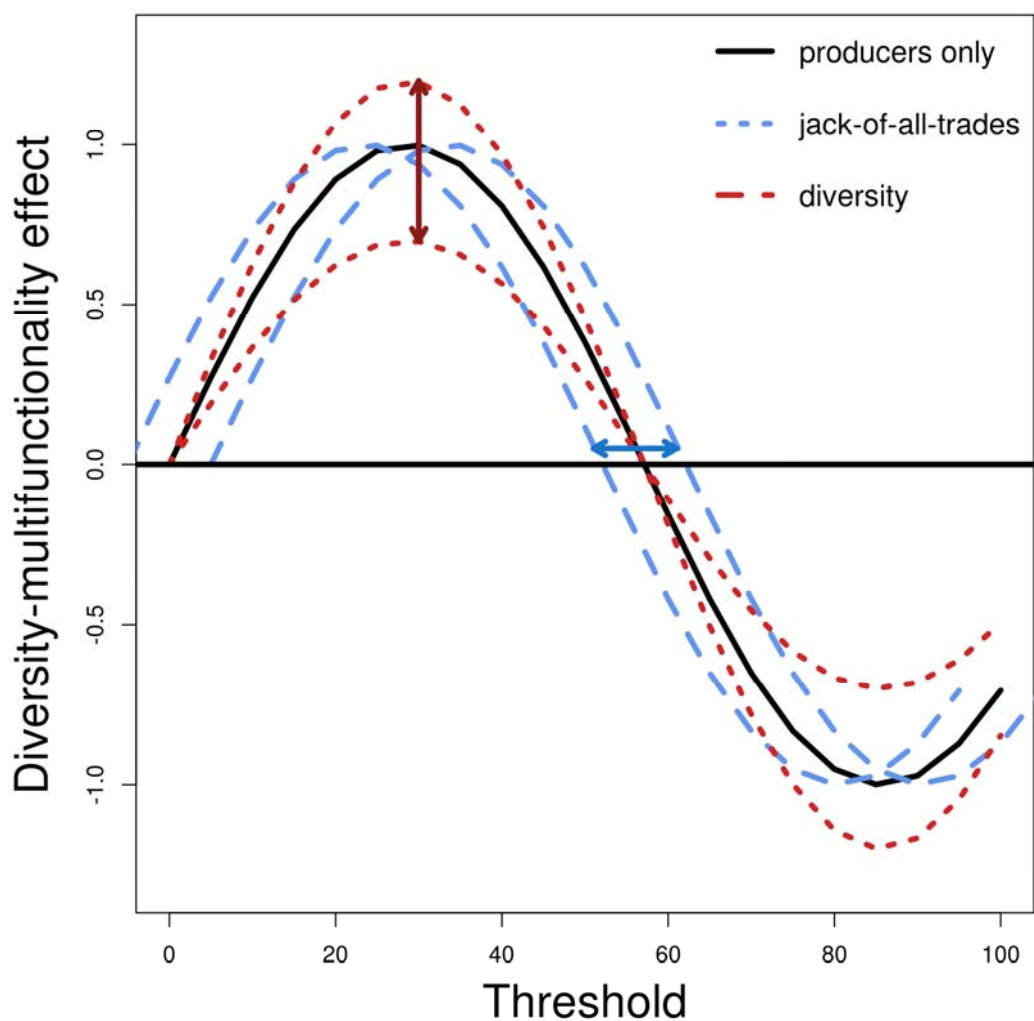 producers only
jack-of-all-trades
diversity
Diversity-multifunctionality effect
1.0
0.5
0.0
-0.5
-1.0
0 20 40 60 80 100
Threshold